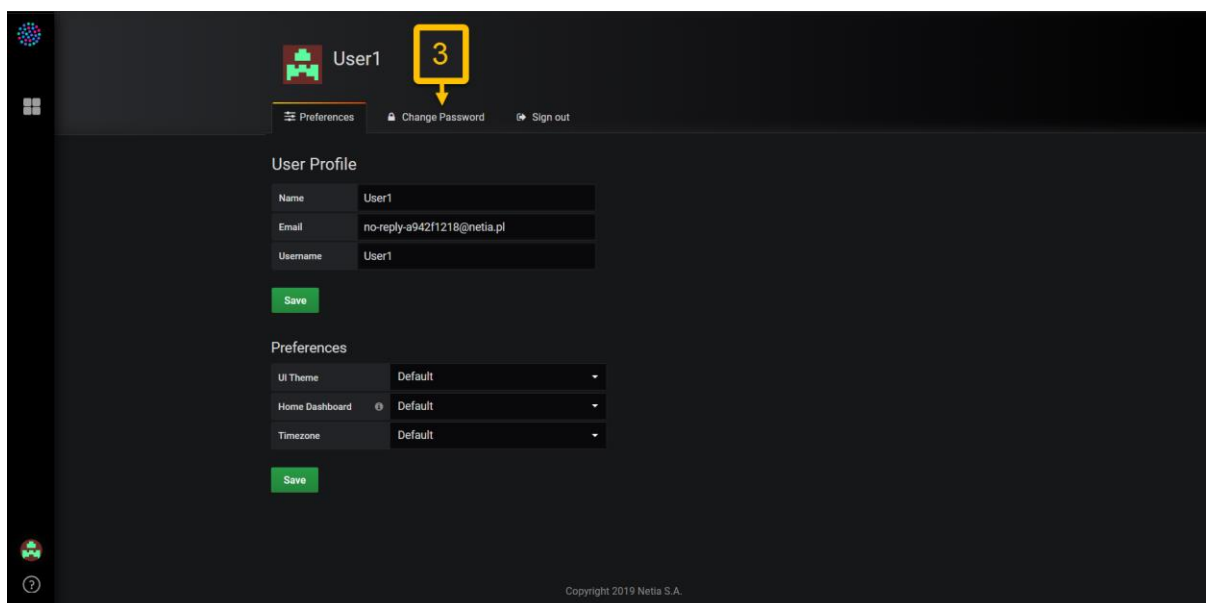 User1
3
Preferences Change Password Sign out
User Profile
Name User1
Email no-reply-a942f1218@netia.pl
Username User1
Save
Preferences
UI Theme Default
Home Dashboard Default
Timezone Default
Save
?
Copyright 2019 Netia S.A.